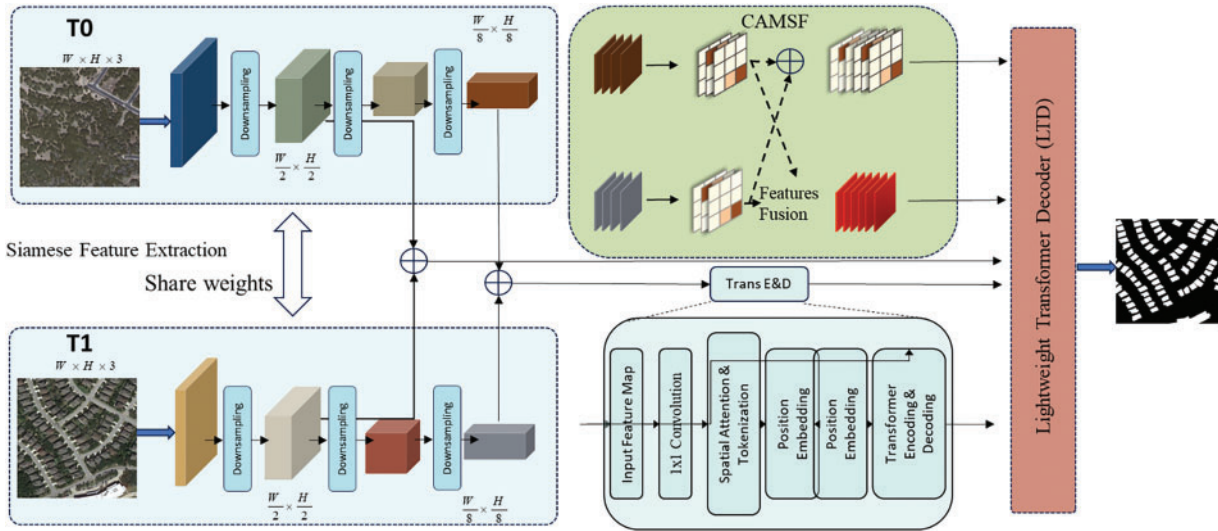 T0
W × H × 3
Downsampling
W/2 × H/2
Downsampling
Downsampling
W/8 × H/8
CAMSF
Features
Fusion
Siamese Feature Extraction
Share weights
T1
W × H × 3
Downsampling
W/2 × H/2
Downsampling
Downsampling
W/8 × H/8
Trans E&D
Input Feature Map
1x1 Convolution
Spatial Attention &
Tokenization
Position
Embedding
Position
Embedding
Transformer
Encoding &
Decoding
Lightweight Transformer Decoder (LTD)